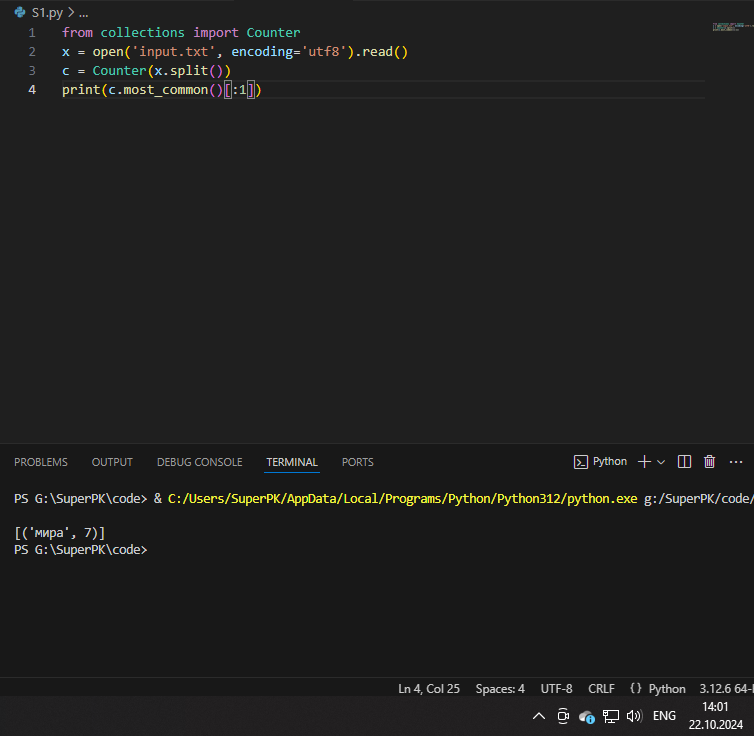 S1.py > ...
1 from collections import Counter
2 x = open('input.txt', encoding='utf8').read()
3 c = Counter(x.split())
4 print(c.most_common()[:1])
PROBLEMS OUTPUT DEBUG CONSOLE TERMINAL PORTS Python
PS G:\SuperPK\code> & C:/Users/SuperPK/AppData/Local/Programs/Python/Python312/python.exe g:/SuperPK/code/
[('мира', 7)]
PS G:\SuperPK\code>
Ln 4, Col 25 Spaces: 4 UTF-8 CRLF {} Python 3.12.6 64-
ENG
14:01
22.10.2024